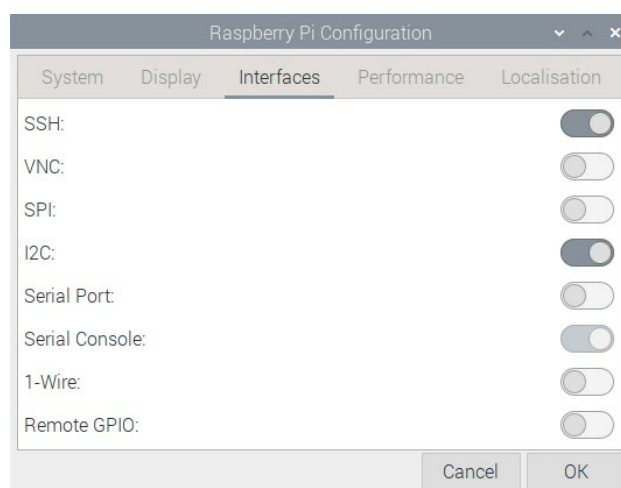 Raspberry Pi Configuration
System Display Interfaces Performance Localisation
SSH:
VNC:
SPI:
I2C:
Serial Port:
Serial Console:
1-Wire:
Remote GPIO:
Cancel OK